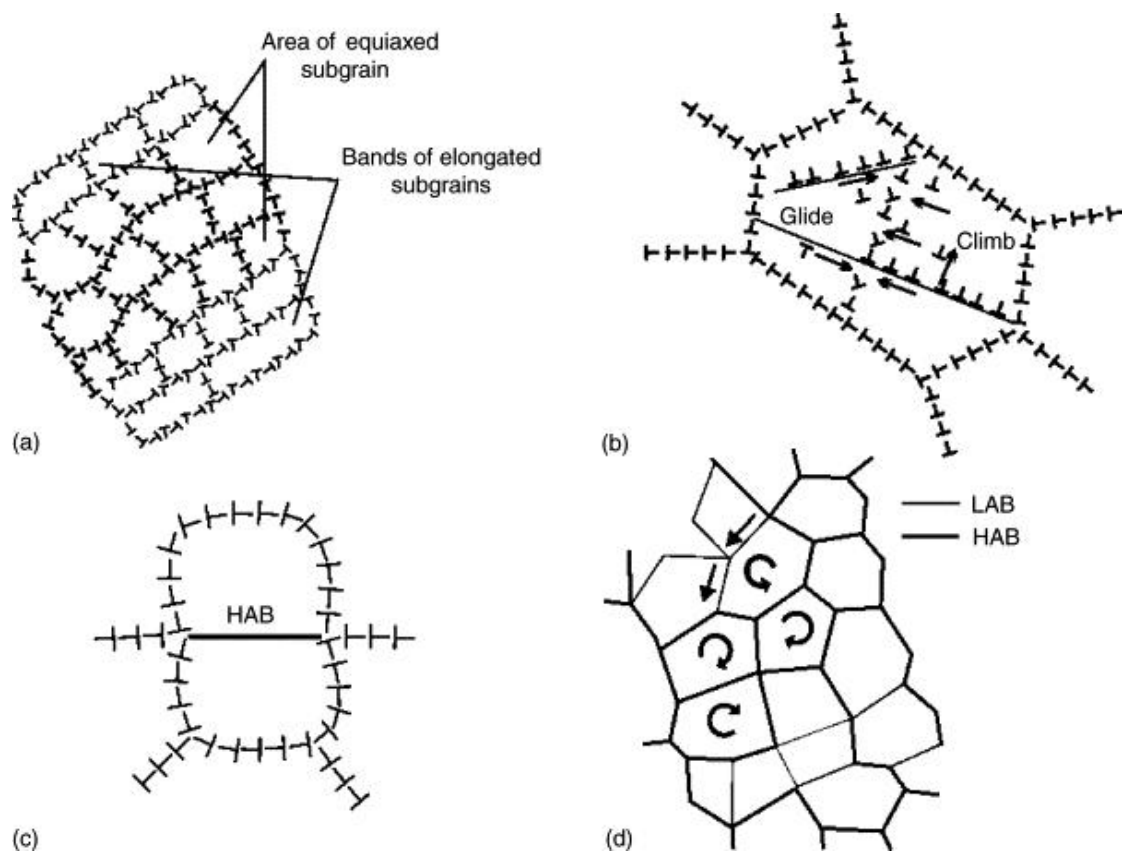 Area of equiaxed
subgrain
Bands of elongated
subgrains
(a)
Glide
Climb
(b)
HAB
(c)
LAB
HAB
(d)